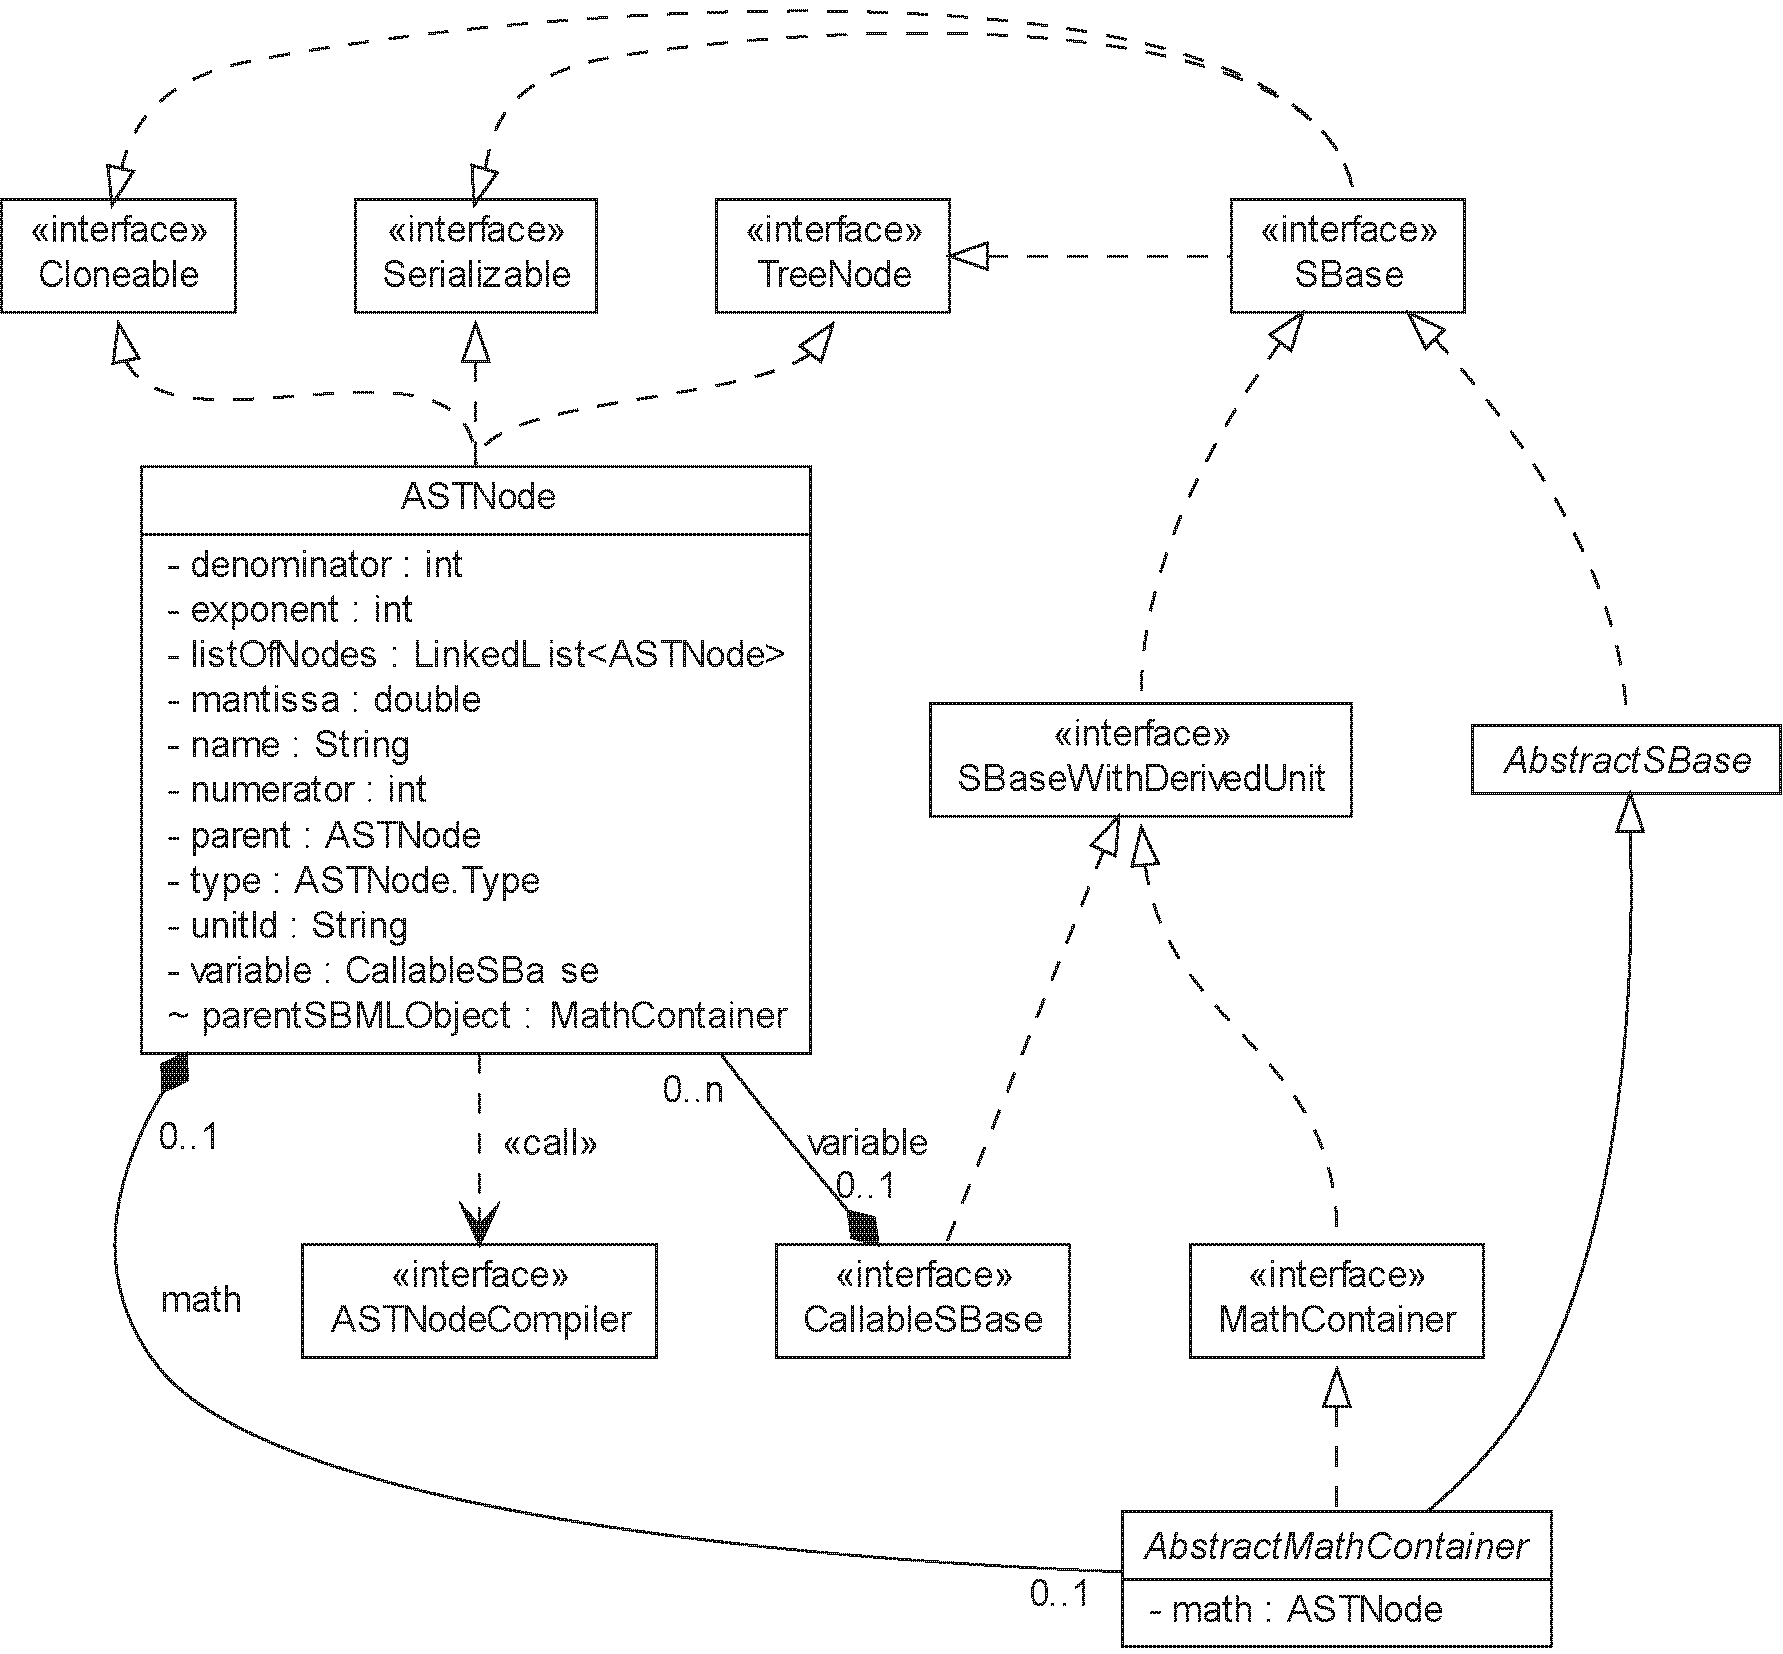 «interface»
Cloneable
«interface»
Serializable
«interface»
TreeNode
«interface»
SBase
ASTNode
- denominator : int
- exponent : int
- listOfNodes : LinkedList<ASTNode>
- mantissa : double
- name : String
- numerator : int
- parent : ASTNode
- type : ASTNode.Type
- unitId : String
- variable : CallableSBa se
~ parentSBMLObject : MathContainer
«interface»
SBaseWithDerivedUnit
AbstractSBase
0..1
«call»
0..n
variable
0..1
math
«interface»
ASTNodeCompiler
«interface»
CallableSBase
«interface»
MathContainer
0..1
AbstractMathContainer
- math : ASTNode